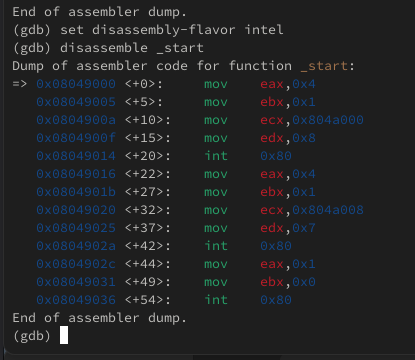 End of assembler dump.
(gdb) set disassembly-flavor intel
(gdb) disassemble _start
Dump of assembler code for function _start:
=> 0x08049000 <+0>:     mov    eax,0x4
   0x08049005 <+5>:     mov    ebx,0x1
   0x0804900a <+10>:    mov    ecx,0x804a000
   0x0804900f <+15>:    mov    edx,0x8
   0x08049014 <+20>:    int    0x80
   0x08049016 <+22>:    mov    eax,0x4
   0x0804901b <+27>:    mov    ebx,0x1
   0x08049020 <+32>:    mov    ecx,0x804a008
   0x08049025 <+37>:    mov    edx,0x7
   0x0804902a <+42>:    int    0x80
   0x0804902c <+44>:    mov    eax,0x1
   0x08049031 <+49>:    mov    ebx,0x0
   0x08049036 <+54>:    int    0x80
End of assembler dump.
(gdb)